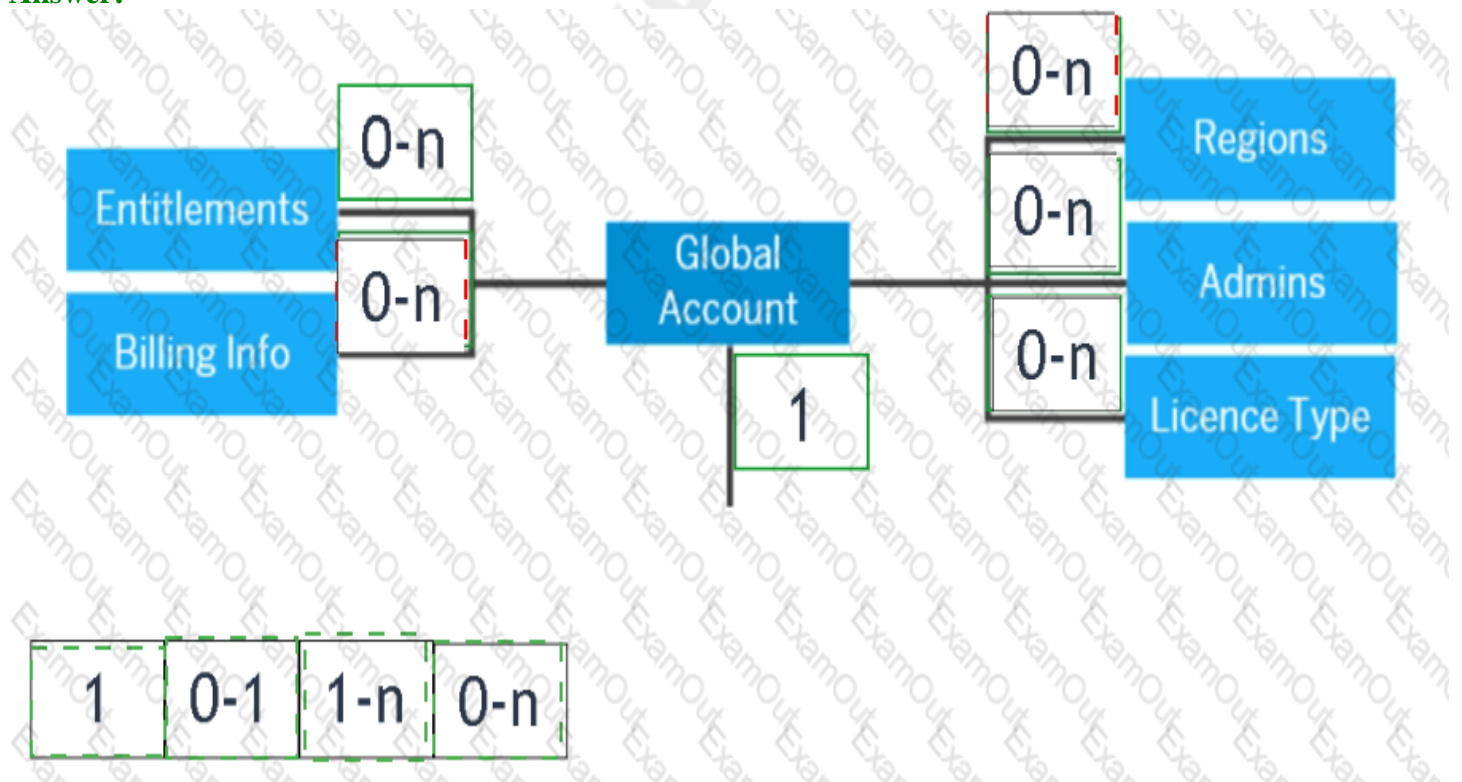 Answer:
0-n
0-n
Regions
Entitlements
0-n
Global
Account
0-n
Admins
Billing Info
0-n
1
Licence Type
1
0-1
1-n
0-n
ExamOut